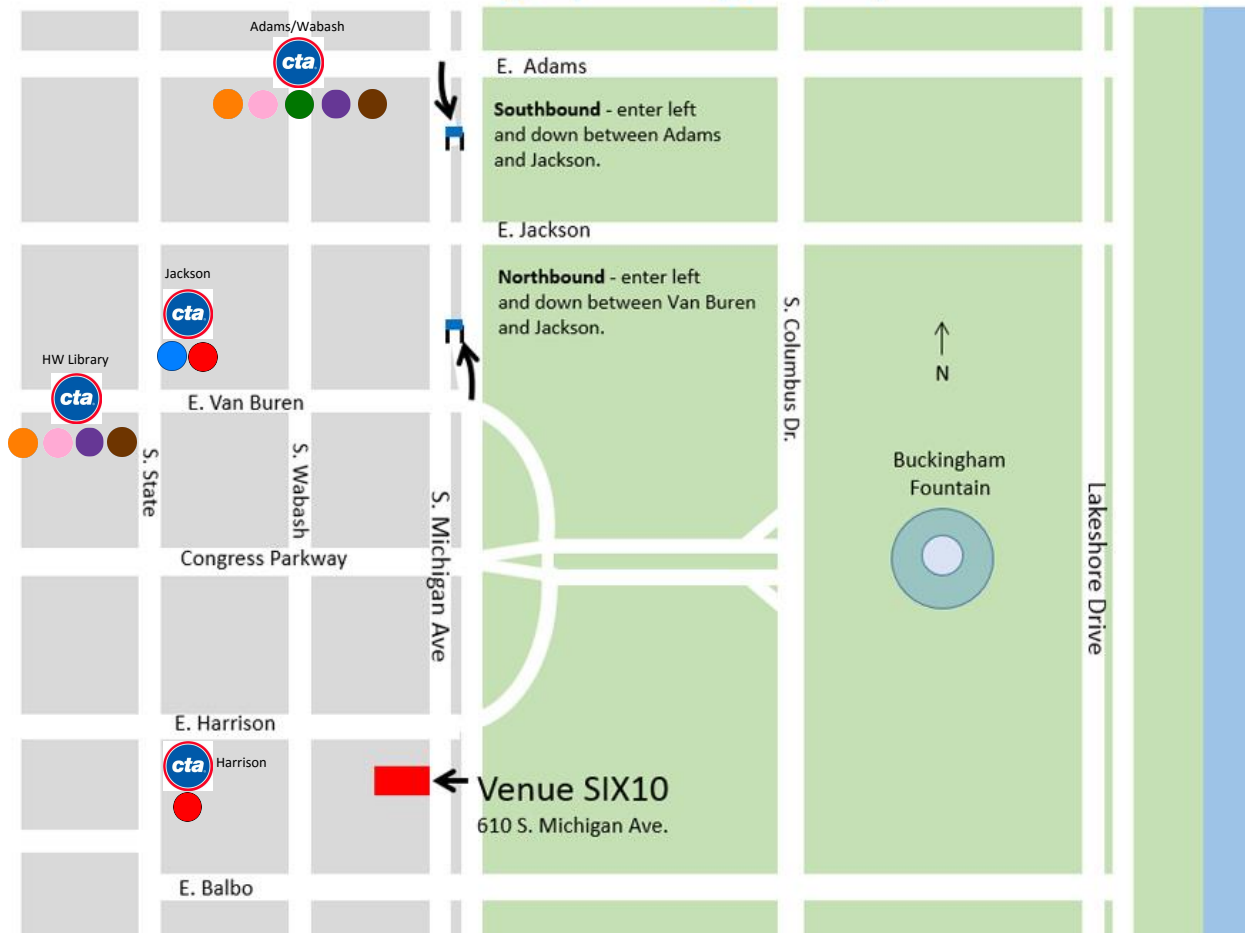 Adams/Wabash
cta
E. Adams
Southbound - enter left
and down between Adams
and Jackson.
E. Jackson
Jackson
cta
Northbound - enter left
and down between Van Buren
and Jackson.
S. Columbus Dr.
N
HW Library
cta
E. Van Buren
S. State
S. Wabash
S. Michigan Ave
Buckingham
Fountain
Lakeshore Drive
Congress Parkway
E. Harrison
cta
Harrison
Venue SIX10
610 S. Michigan Ave.
E. Balbo